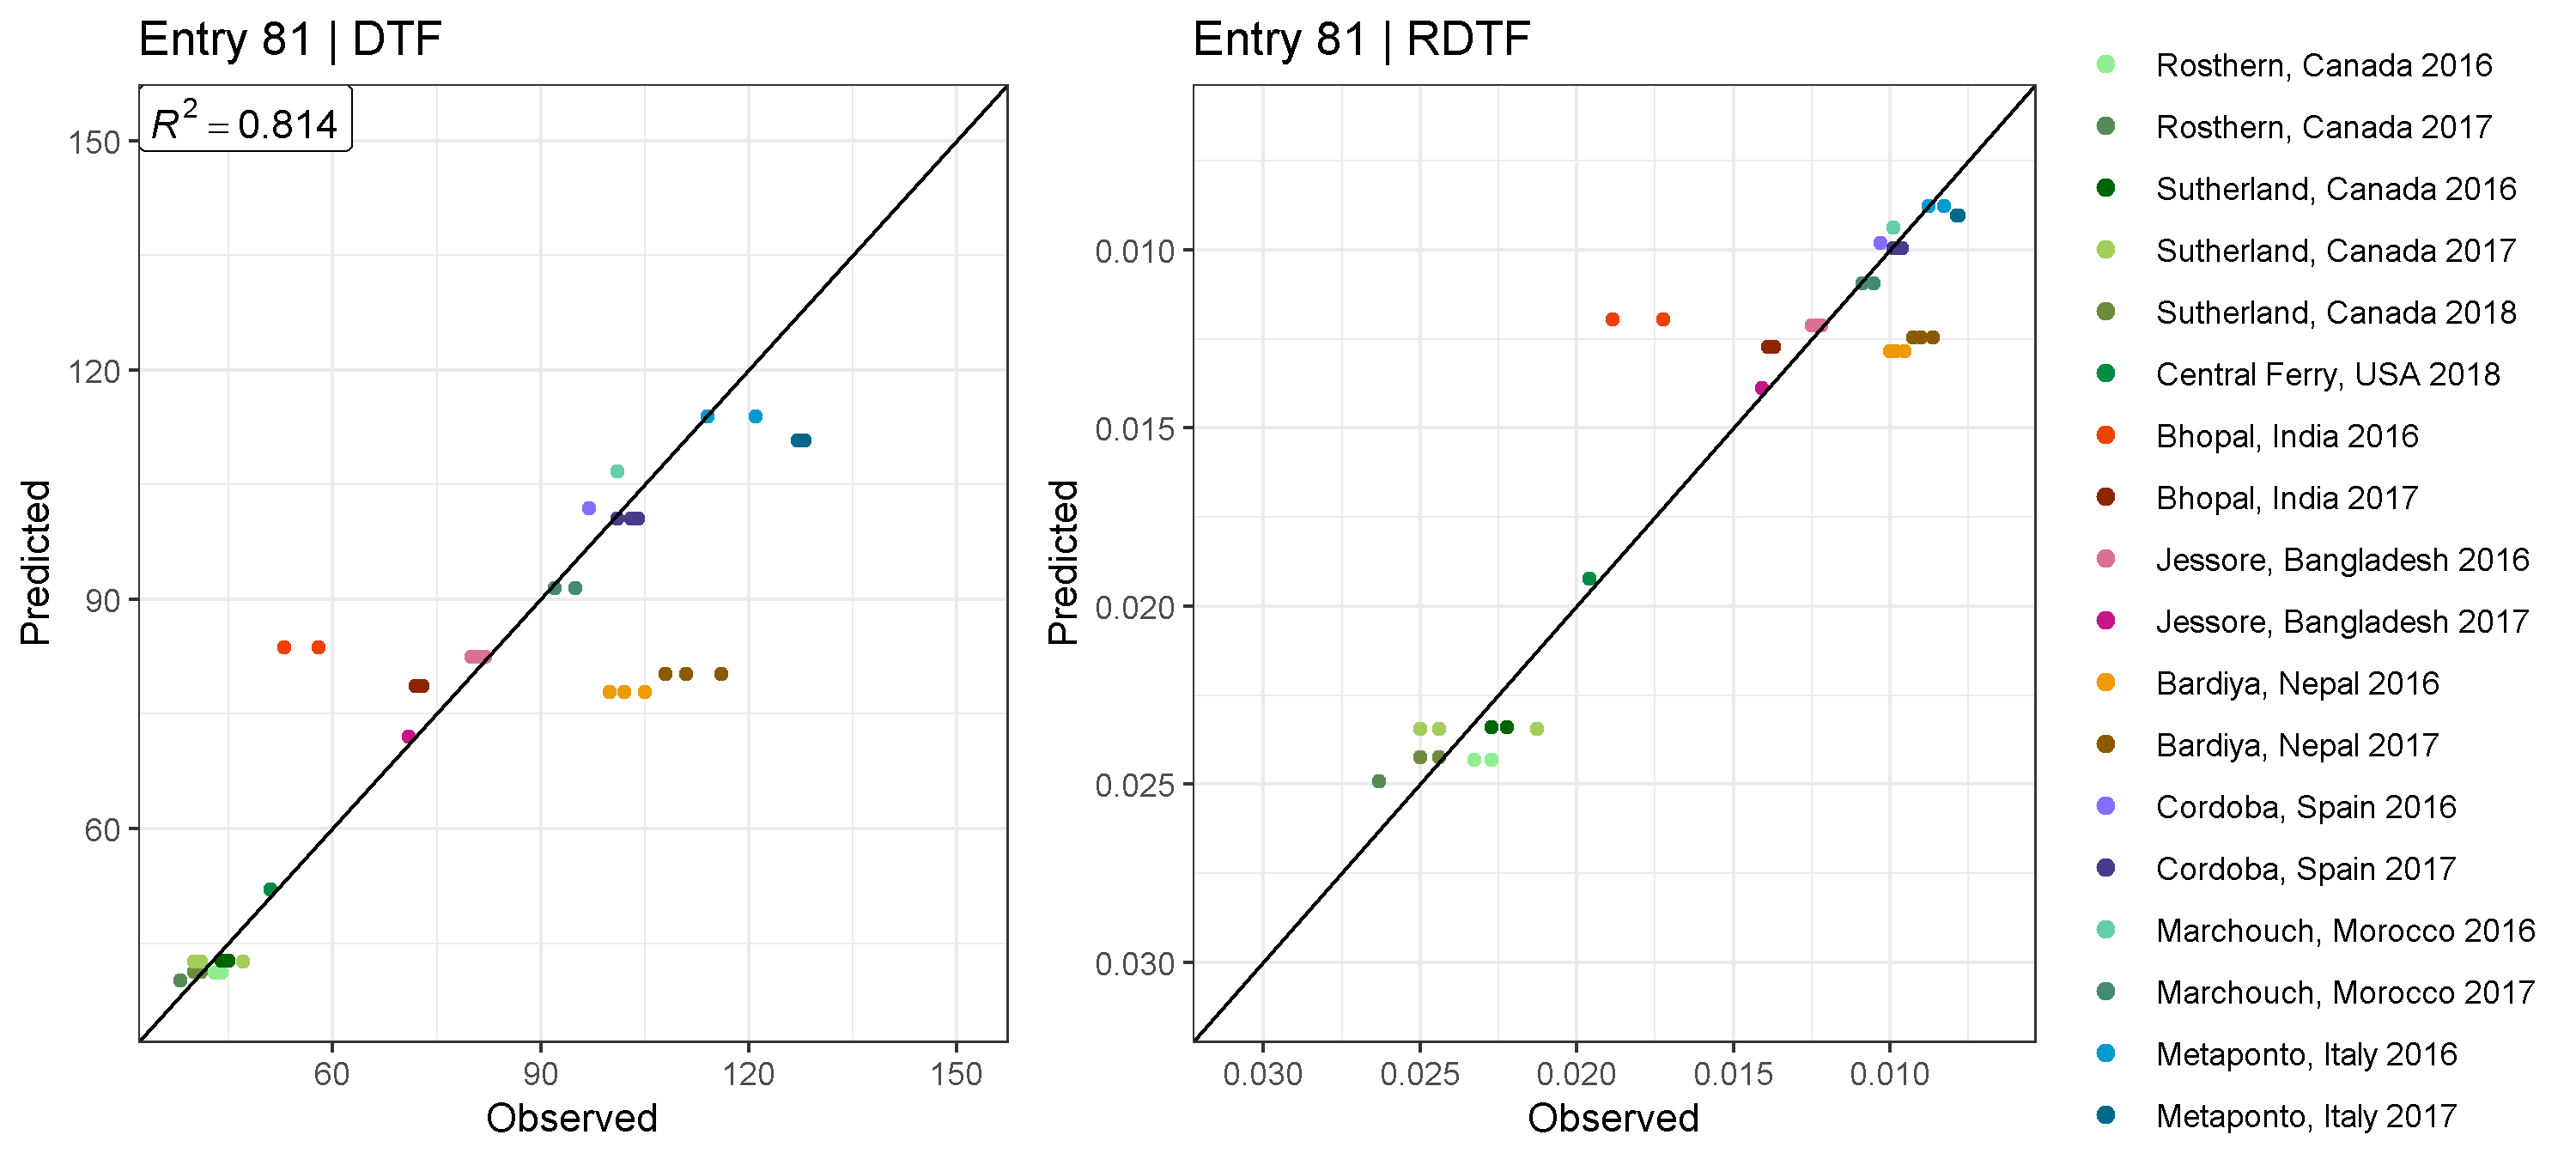 Entry 81 | DTF
R² = 0.814
150
120
90
60
Predicted
60
90
120
150
Observed
Entry 81 | RDTF
0.010
0.015
0.020
0.025
0.030
Predicted
0.030
0.025
0.020
0.015
0.010
Observed
Rosthern, Canada 2016
Rosthern, Canada 2017
Sutherland, Canada 2016
Sutherland, Canada 2017
Sutherland, Canada 2018
Central Ferry, USA 2018
Bhopal, India 2016
Bhopal, India 2017
Jessore, Bangladesh 2016
Jessore, Bangladesh 2017
Bardiya, Nepal 2016
Bardiya, Nepal 2017
Cordoba, Spain 2016
Cordoba, Spain 2017
Marchouch, Morocco 2016
Marchouch, Morocco 2017
Metaponto, Italy 2016
Metaponto, Italy 2017